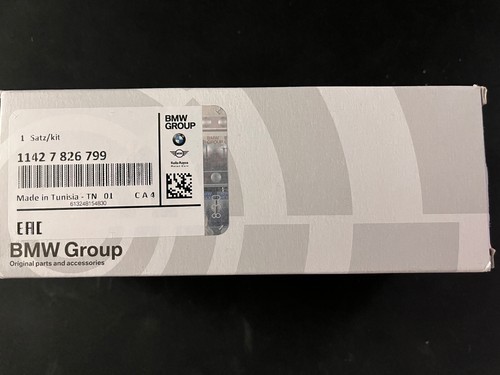 1 Satz/kit
BMW
GROUP
1142 7 826 799
Rolls-Royce
Motor Cars
Made in Tunisia - TN 01 CA4
613248154830
EAC
BMW Group
Original parts and accessories